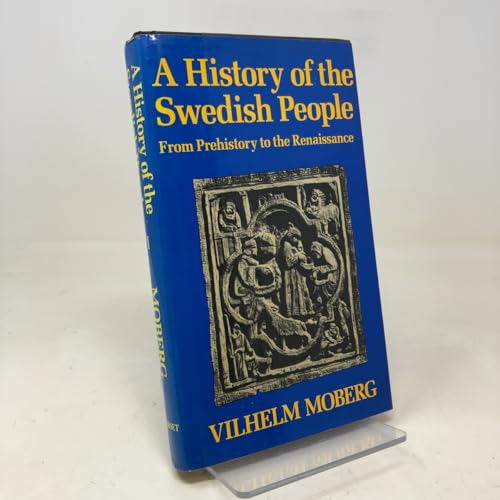 A History of the
Swedish People
From Prehistory to the Renaissance
VILHELM MOBERG
A History of the
I
MOBERG